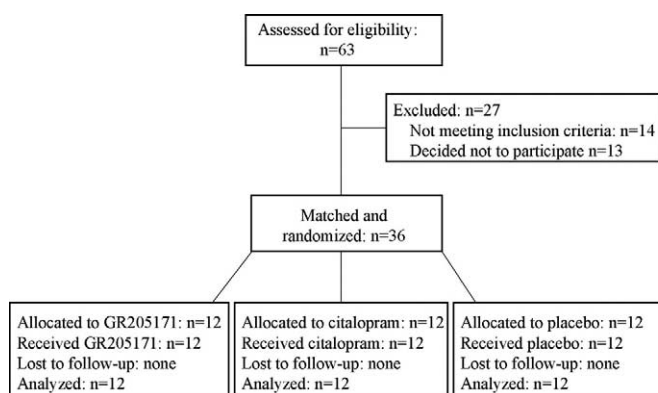 Assessed for eligibility:
n=63
Excluded: n=27
Not meeting inclusion criteria: n=14
Decided not to participate n=13
Matched and
randomized: n=36
Allocated to GR205171: n=12
Received GR205171: n=12
Lost to follow-up: none
Analyzed: n=12
Allocated to citalopram: n=12
Received citalopram: n=12
Lost to follow-up: none
Analyzed: n=12
Allocated to placebo: n=12
Received placebo: n=12
Lost to follow-up: none
Analyzed: n=12